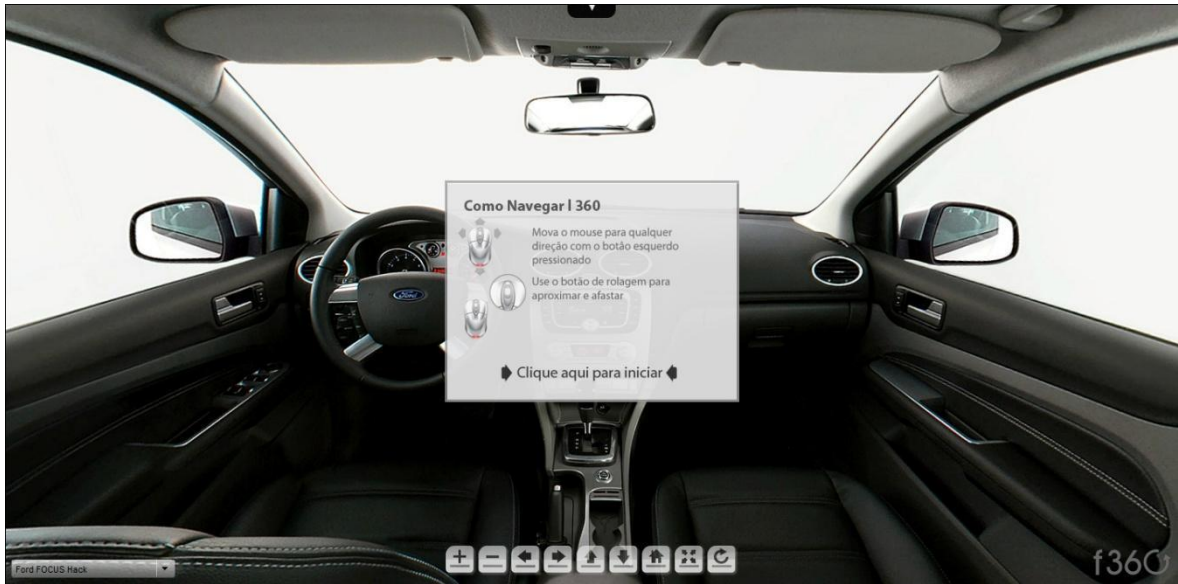 Como Navegar l 360
Mova o mouse para qualquer
direção com o botão esquerdo
pressionado
Use o botão de rolagem para
aproximar e afastar
Ford
Clique aqui para iniciar
Ford FOCUS Hack
f360